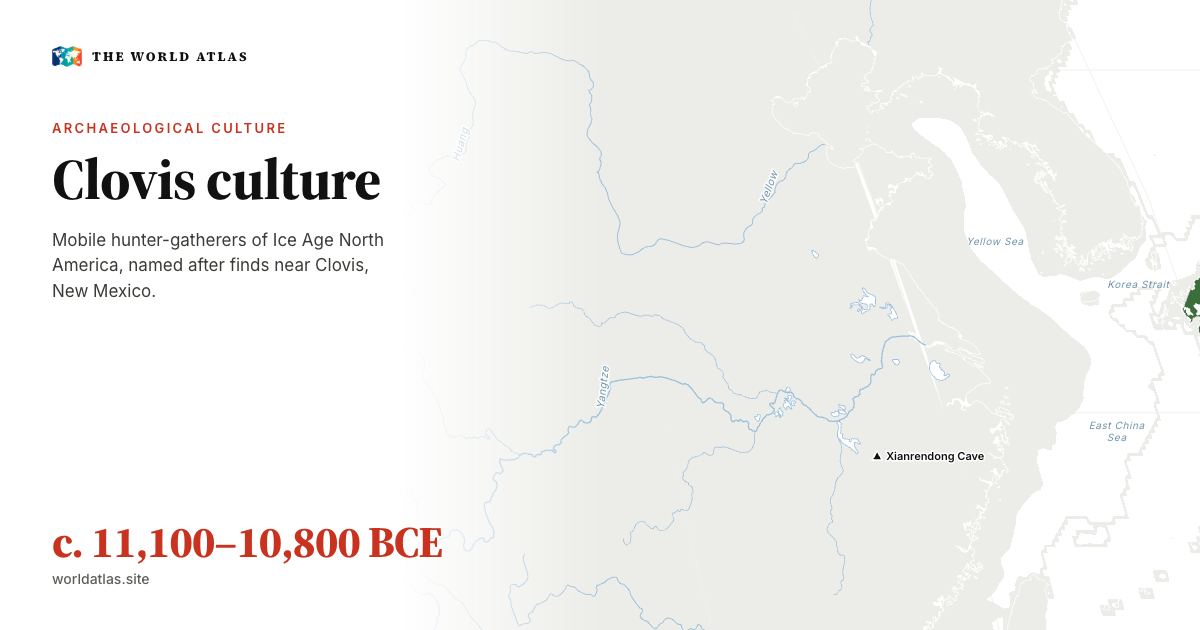 THE WORLD ATLAS
ARCHAEOLOGICAL CULTURE
Clovis culture
Mobile hunter-gatherers of Ice Age North
America, named after finds near Clovis,
New Mexico.
c. 11,100–10,800 BCE
worldatlas.site
Huang
Yellow
Yellow Sea
Korea Strait
Yangtze
East China
Sea
▲ Xianrendong Cave